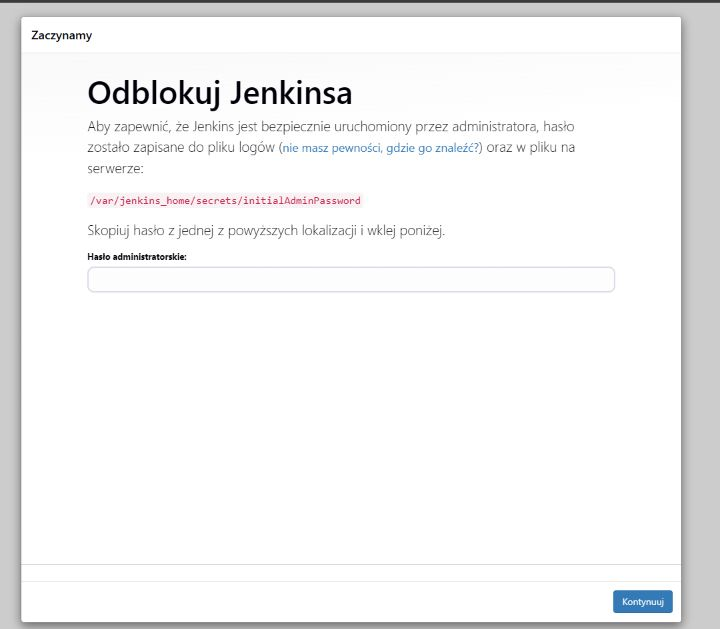 Zaczynamy
Odblokuj Jenkinsa
Aby zapewnić, że Jenkins jest bezpiecznie uruchomiony przez administratora, hasło
zostało zapisane do pliku logów (nie masz pewności, gdzie go znaleźć?) oraz w pliku na
serwerze:
/var/jenkins_home/secrets/initialAdminPassword
Skopiuj hasło z jednej z powyższych lokalizacji i wklej poniżej.
Hasło administratorskie:
Kontynuuj